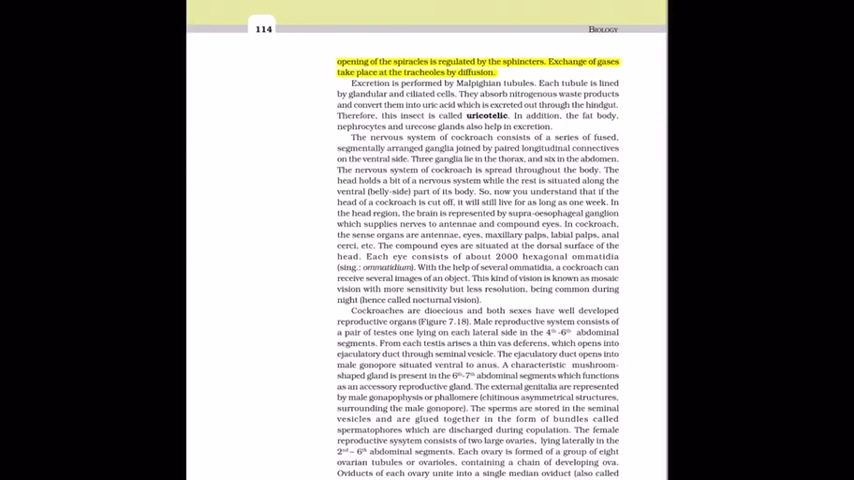 114
BIOLOGY
opening of the spiracles is regulated by the sphincters. Exchange of gases
take place at the tracheoles by diffusion.
Excretion is performed by Malpighian tubules. Each tubule is lined
by glandular and ciliated cells. They absorb nitrogenous waste products
and convert them into uric acid which is excreted out through the hindgut.
Therefore, this insect is called uricotelic. In addition, the fat body,
nephrocytes and urecose glands also help in excretion.
The nervous system of cockroach consists of a series of fused,
segmentally arranged ganglia joined by paired longitudinal connectives
on the ventral side. Three ganglia lie in the thorax, and six in the abdomen.
The nervous system of cockroach is spread throughout the body. The
head holds a bit of a nervous system while the rest is situated along the
ventral (belly-side) part of its body. So, now you understand that if the
head of a cockroach is cut off, it will still live for as long as one week. In
the head region, the brain is represented by supra-oesophageal ganglion
which supplies nerves to antennae and compound eyes. In cockroach,
the sense organs are antennae, eyes, maxillary palps, labial palps, anal
cerci, etc. The compound eyes are situated at the dorsal surface of the
head. Each eye consists of about 2000 hexagonal ommatidia
(sing.: ommatidium). With the help of several ommatidia, a cockroach can
receive several images of an object. This kind of vision is known as mosaic
vision with more sensitivity but less resolution, being common during
night (hence called nocturnal vision).
Cockroaches are dioecious and both sexes have well developed
reproductive organs (Figure 7.18). Male reproductive system consists of
a pair of testes one lying on each lateral side in the 4th -6th abdominal
segments. From each testis arises a thin vas deferens, which opens into
ejaculatory duct through seminal vesicle. The ejaculatory duct opens into
male gonopore situated ventral to anus. A characteristic mushroom-
shaped gland is present in the 6th-7th abdominal segments which functions
as an accessory reproductive gland. The external genitalia are represented
by male gonapophysis or phallomere (chitinous asymmetrical structures,
surrounding the male gonopore). The sperms are stored in the seminal
vesicles and are glued together in the form of bundles called
spermatophores which are discharged during copulation. The female
reproductive sysytem consists of two large ovaries, lying laterally in the
2nd – 6th abdominal segments. Each ovary is formed of a group of eight
ovarian tubules or ovarioles, containing a chain of developing ova.
Oviducts of each ovary unite into a single median oviduct (also called